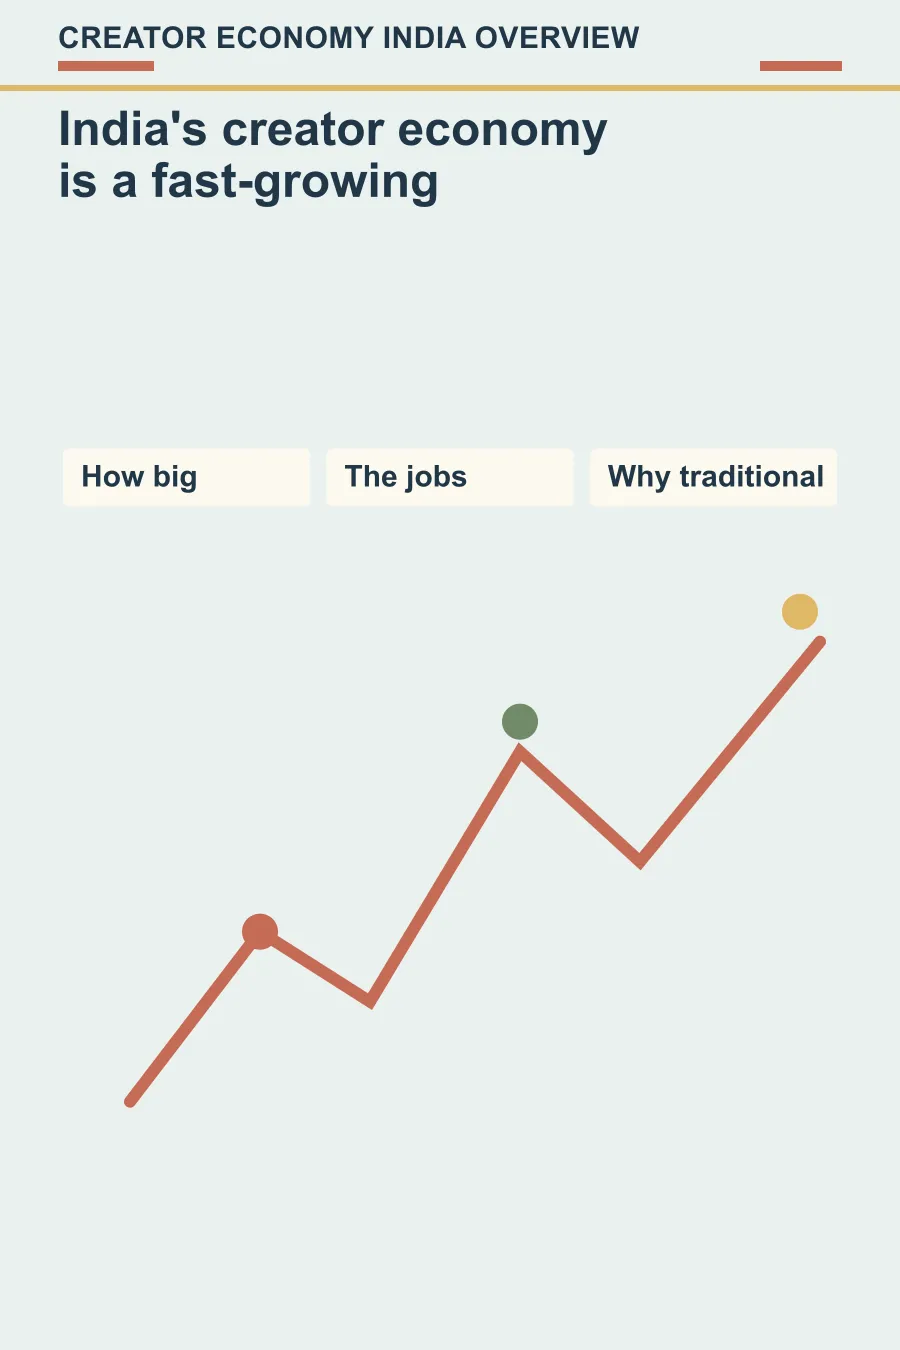 CREATOR ECONOMY INDIA OVERVIEW
India's creator economy
is a fast-growing
How big
The jobs
Why traditional